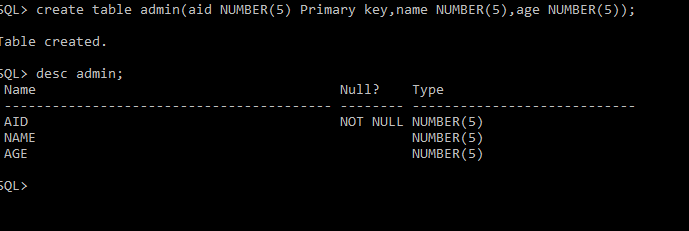 SQL> create table admin(aid NUMBER(5) Primary key,name NUMBER(5),age NUMBER(5));
Table created.
SQL> desc admin;
Name                                      Null?    Type
----------------------------------------- -------- ----------------------------
AID                                       NOT NULL NUMBER(5)
NAME                                               NUMBER(5)
AGE                                                NUMBER(5)
SQL>